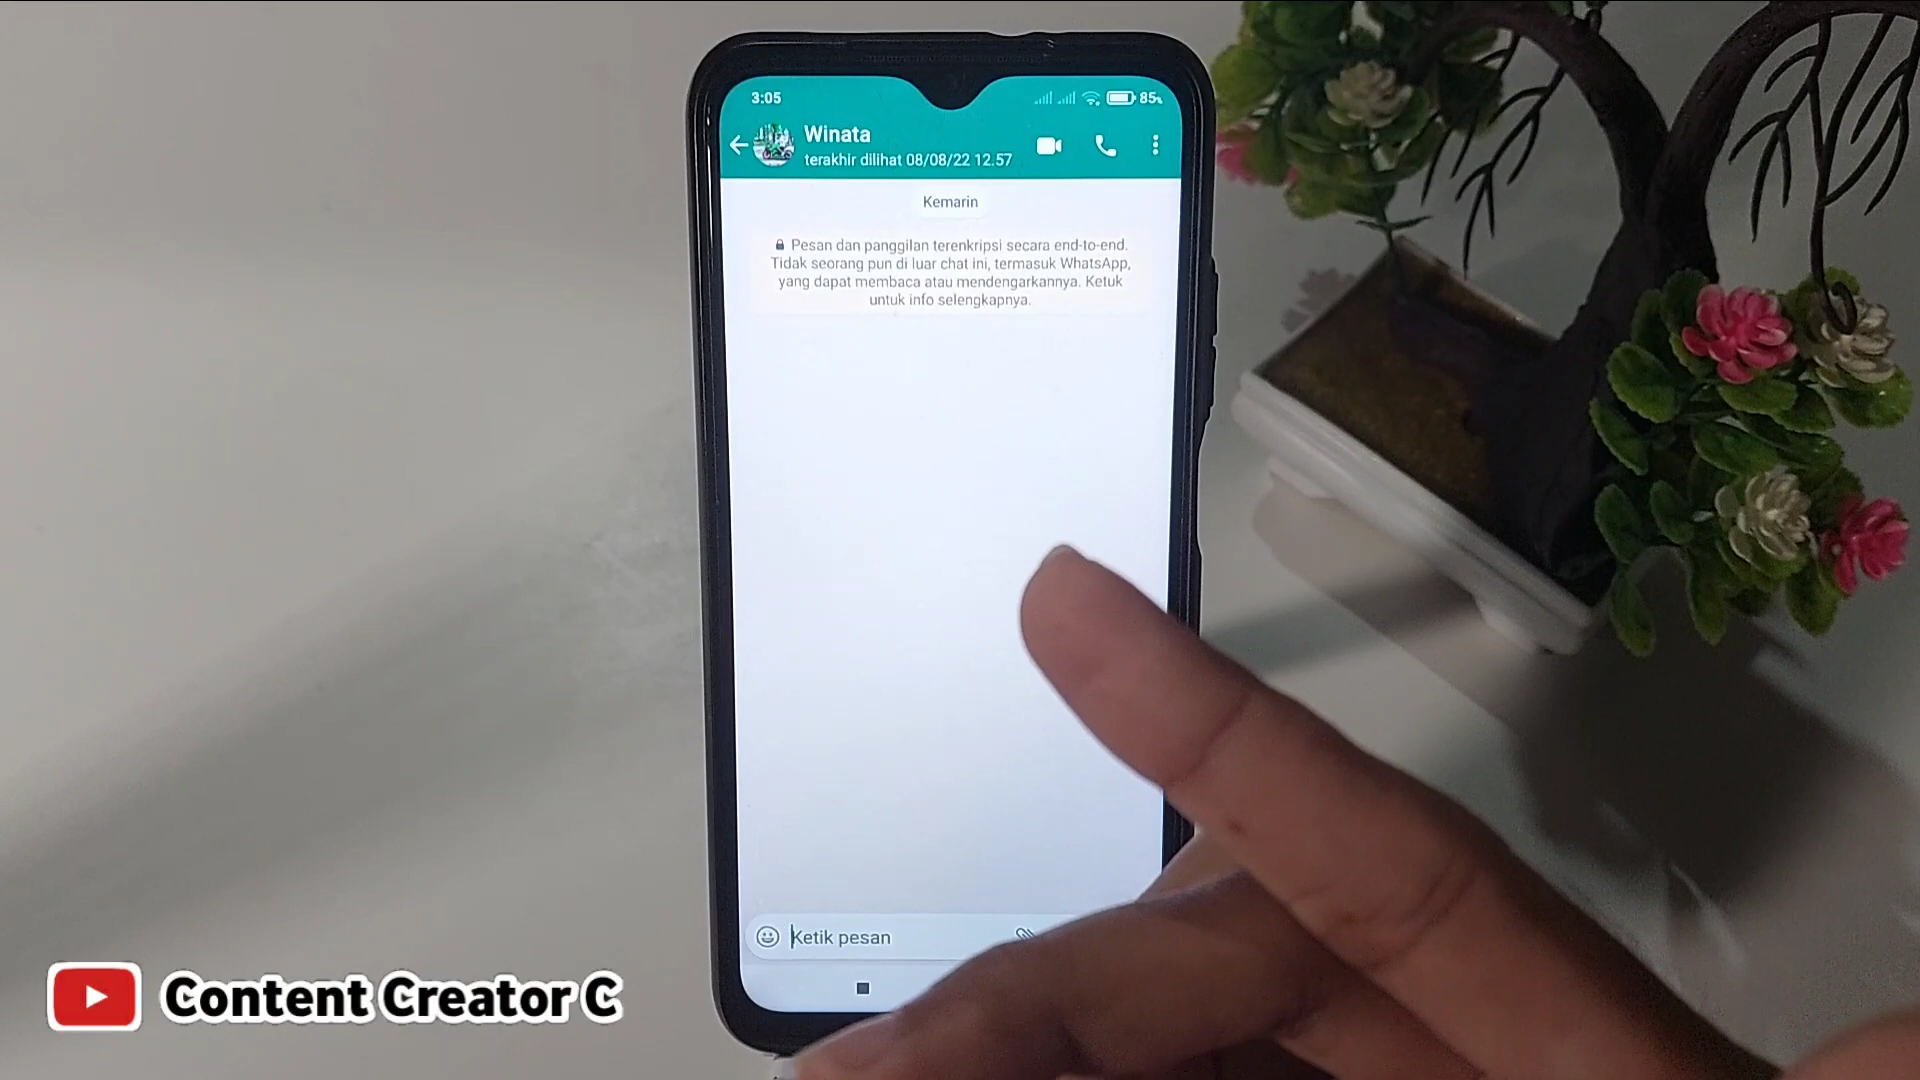 3:05
85%
Winata
terakhir dilihat 08/08/22 12.57
Kemarin
Pesan dan panggilan terenkripsi secara end-to-end.
Tidak seorang pun di luar chat ini, termasuk WhatsApp,
yang dapat membaca atau mendengarkannya. Ketuk
untuk info selengkapnya.
Ketik pesan
Content Creator C